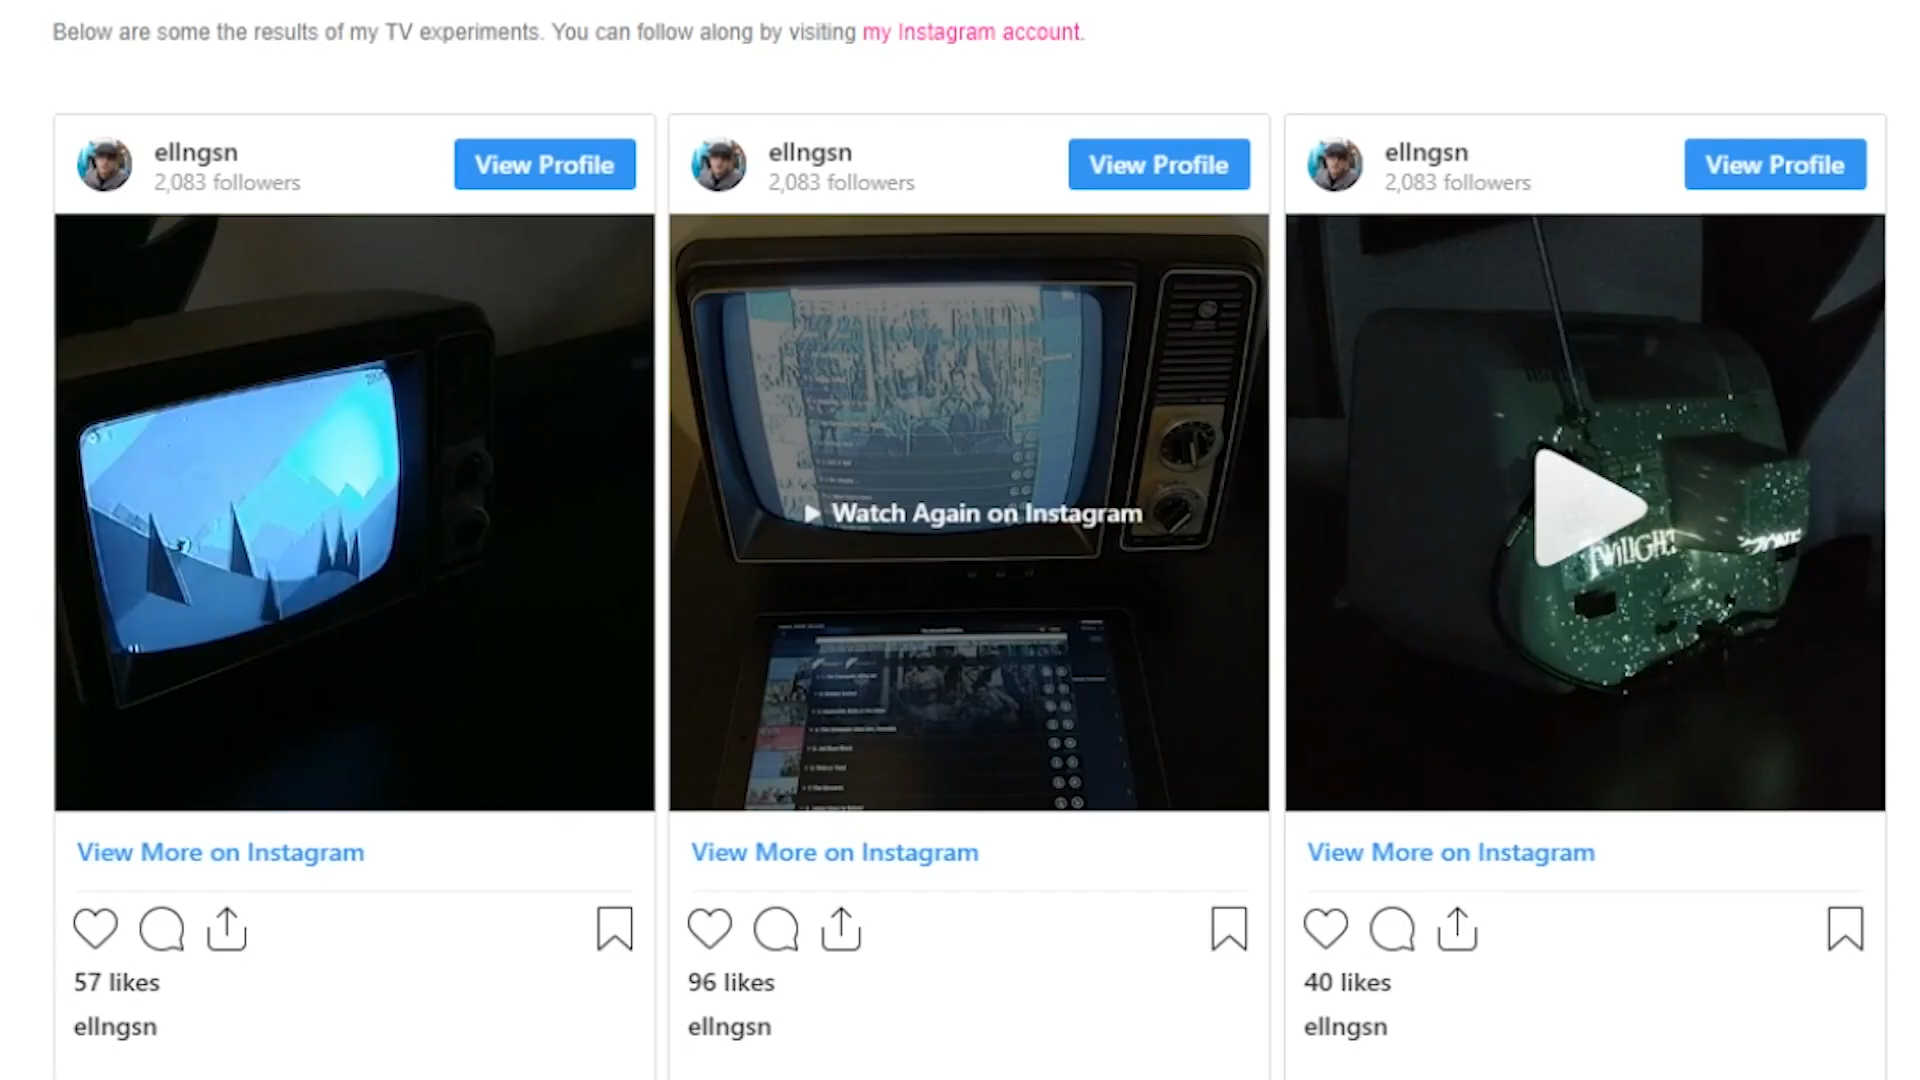 Below are some the results of my TV experiments. You can follow along by visiting my Instagram account.
ellngsn
2,083 followers
View Profile
ellngsn
2,083 followers
View Profile
ellngsn
2,083 followers
View Profile
Watch Again on Instagram
TWILIGHT ZONE
View More on Instagram
View More on Instagram
View More on Instagram
57 likes
ellngsn
96 likes
ellngsn
40 likes
ellngsn